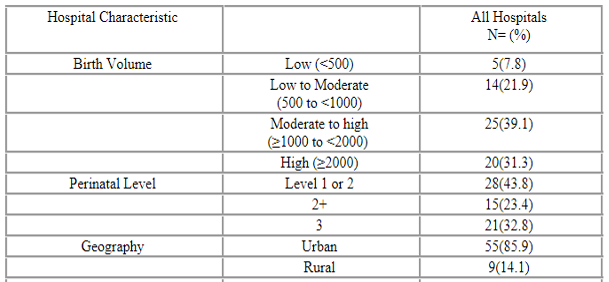 Hospital Characteristic All Hospitals
N= (%)
Birth Volume Low (<500) 5(7.8)
Low to Moderate 14(21.9)
(500 to <1000)
Moderate to high 25(39.1)
(≥1000 to <2000)
High (≥2000) 20(31.3)
Perinatal Level Level 1 or 2 28(43.8)
2+ 15(23.4)
3 21(32.8)
Geography Urban 55(85.9)
Rural 9(14.1)